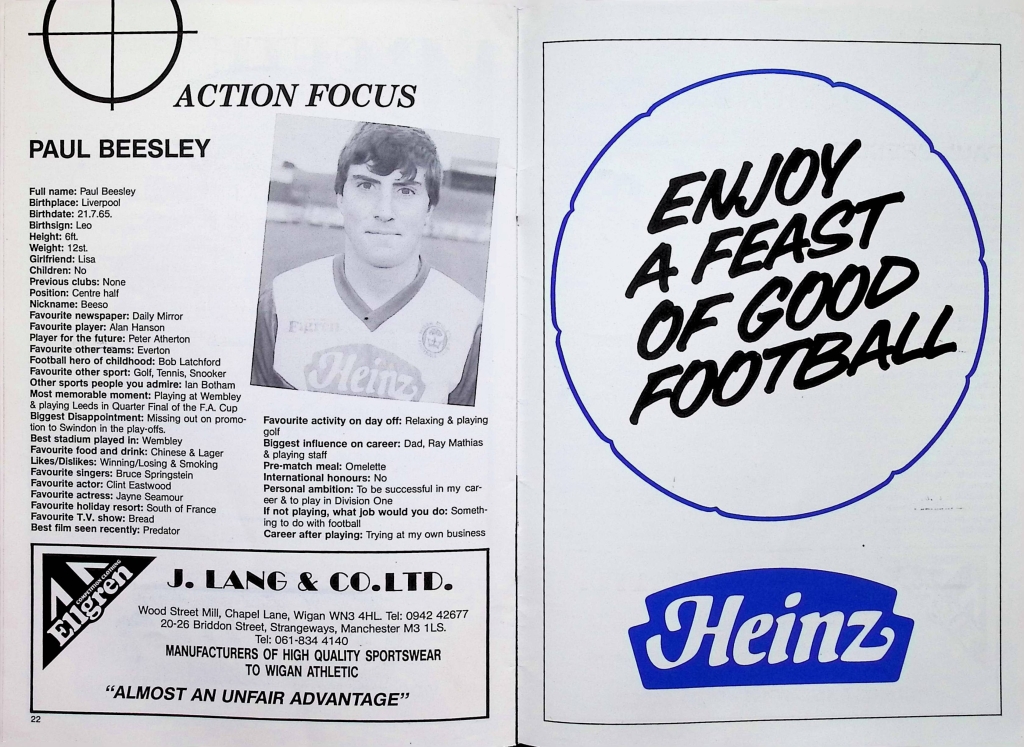 ACTION FOCUS
PAUL BEESLEY
Full name: Paul Beesley
Birthplace: Liverpool
Birthdate: 21.7.65.
Birthsign: Leo
Height: 6ft.
Weight: 12st.
Girlfriend: Lisa
Children: No
Previous clubs: None
Position: Centre half
Nickname: Beeso
Favourite newspaper: Daily Mirror
Favourite player: Alan Hanson
Player for the future: Peter Atherton
Favourite other teams: Everton
Football hero of childhood: Bob Latchford
Favourite other sport: Golf, Tennis, Snooker
Other sports people you admire: Ian Botham
Most memorable moment: Playing at Wembley
& playing Leeds in Quarter Final of the F.A. Cup
Biggest Disappointment: Missing out on promo-
tion to Swindon in the play-offs.
Best stadium played in: Wembley
Favourite food and drink: Chinese & Lager
Likes/Dislikes: Winning/Losing & Smoking
Favourite singers: Bruce Springstein
Favourite actor: Clint Eastwood
Favourite actress: Jayne Seamour
Favourite holiday resort: South of France
Favourite T.V. show: Bread
Best film seen recently: Predator
Ellgren
Heinz
Favourite activity on day off: Relaxing & playing
golf
Biggest influence on career: Dad, Ray Mathias
& playing staff
Pre-match meal: Omelette
International honours: No
Personal ambition: To be successful in my car-
eer & to play in Division One
If not playing, what job would you do: Someth-
ing to do with football
Career after playing: Trying at my own business
COMPETITION CLOTHING
Ellgren
J. LANG & CO.LTD.
Wood Street Mill, Chapel Lane, Wigan WN3 4HL. Tel: 0942 42677
20-26 Briddon Street, Strangeways, Manchester M3 1LS.
Tel: 061-834 4140
MANUFACTURERS OF HIGH QUALITY SPORTSWEAR
TO WIGAN ATHLETIC
“ALMOST AN UNFAIR ADVANTAGE”
22
ENJOY
A FEAST
OF GOOD
FOOTBALL
Heinz